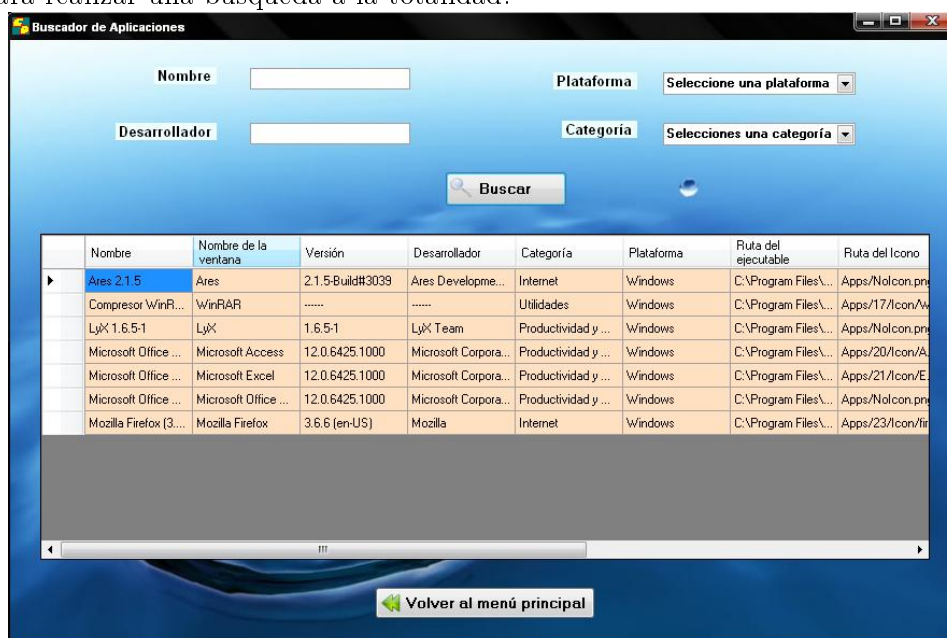 para realizar una búsqueda a la totalidad.
Buscador de Aplicaciones
Nombre Plataforma Seleccione una plataforma
Desarrollador Categoría Selecciones una categoría
Buscar
Nombre Nombre de la ventana Versión Desarrollador Categoría Plataforma Ruta del ejecutable Ruta del Icono
Ares 2.1.5 Ares 2.1.5-Build#3039 Ares Developme... Internet Windows C:\Program Files\... Apps/NoIcon.png
Compresor WinR... WinRAR ------ ------ Utilidades Windows C:\Program Files\... Apps/17/Icon/W
LyX 1.6.5-1 LyX 1.6.5-1 LyX Team Productividad y ... Windows C:\Program Files\... Apps/NoIcon.png
Microsoft Office ... Microsoft Access 12.0.6425.1000 Microsoft Corpora... Productividad y ... Windows C:\Program Files\... Apps/20/Icon/A.
Microsoft Office ... Microsoft Excel 12.0.6425.1000 Microsoft Corpora... Productividad y ... Windows C:\Program Files\... Apps/21/Icon/E.
Microsoft Office ... Microsoft Office ... 12.0.6425.1000 Microsoft Corpora... Productividad y ... Windows C:\Program Files\... Apps/NoIcon.png
Mozilla Firefox (3.... Mozilla Firefox 3.6.6 (en-US) Mozilla Internet Windows C:\Program Files\... Apps/23/Icon/fir
Volver al menú principal